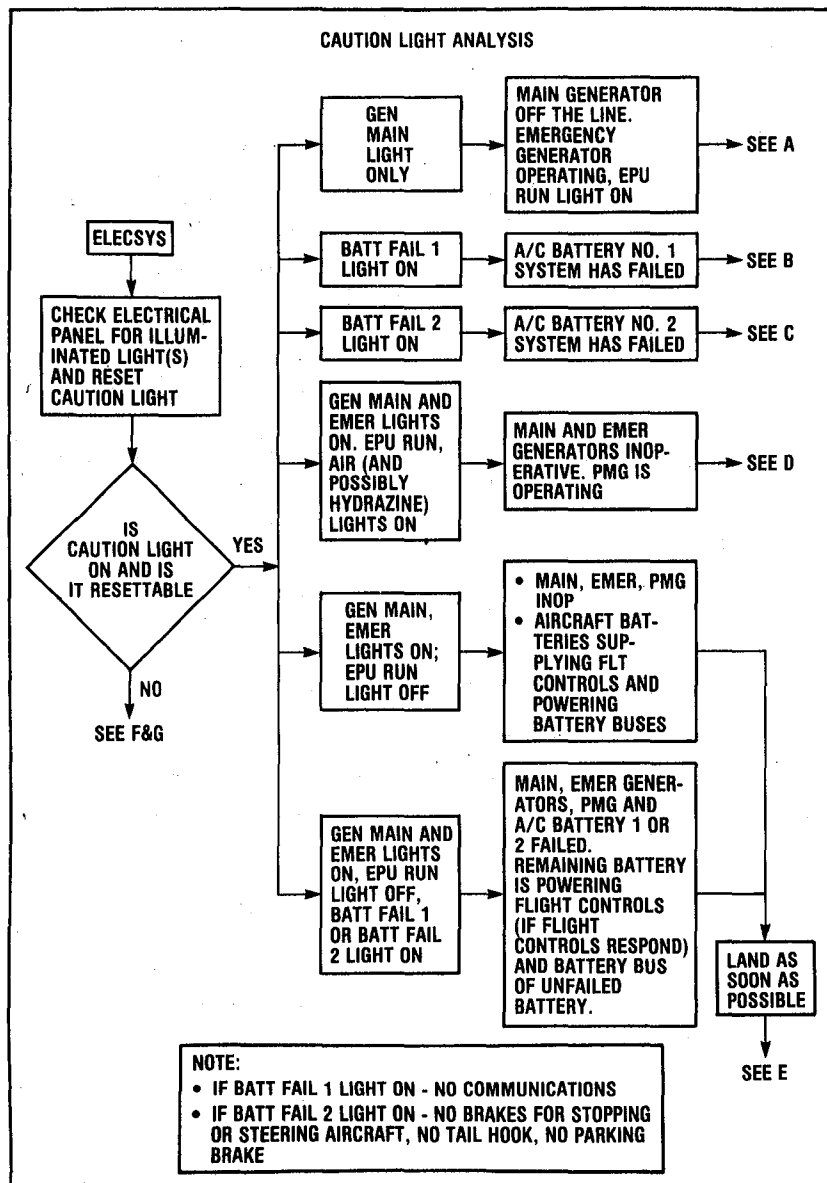 CAUTION LIGHT ANALYSIS
ELECSYS
CHECK ELECTRICAL
PANEL FOR ILLUM-
INATED LIGHT(S)
AND RESET
CAUTION LIGHT
IS
CAUTION LIGHT
ON AND IS
IT RESETTABLE
YES
NO
SEE F&G
GEN
MAIN
LIGHT
ONLY
MAIN GENERATOR
OFF THE LINE.
EMERGENCY
GENERATOR
OPERATING, EPU
RUN LIGHT ON
SEE A
BATT FAIL 1
LIGHT ON
A/C BATTERY NO. 1
SYSTEM HAS FAILED
SEE B
BATT FAIL 2
LIGHT ON
A/C BATTERY NO. 2
SYSTEM HAS FAILED
SEE C
GEN MAIN AND
EMER LIGHTS
ON. EPU RUN,
AIR (AND
POSSIBLY
HYDRAZINE)
LIGHTS ON
MAIN AND EMER
GENERATORS INOP-
ERATIVE. PMG IS
OPERATING
SEE D
GEN MAIN,
EMER
LIGHTS ON;
EPU RUN
LIGHT OFF
• MAIN, EMER, PMG
INOP
• AIRCRAFT BAT-
TERIES SUP-
PLYING FLT
CONTROLS AND
POWERING
BATTERY BUSES
GEN MAIN AND
EMER LIGHTS
ON, EPU RUN
LIGHT OFF,
BATT FAIL 1
OR BATT FAIL
2 LIGHT ON
MAIN, EMER GENER-
ATORS, PMG AND
A/C BATTERY 1 OR
2 FAILED.
REMAINING BATTERY
IS POWERING
FLIGHT CONTROLS
(IF FLIGHT
CONTROLS RESPOND)
AND BATTERY BUS
OF UNFAILED
BATTERY.
LAND AS
SOON AS
POSSIBLE
SEE E
NOTE:
• IF BATT FAIL 1 LIGHT ON - NO COMMUNICATIONS
• IF BATT FAIL 2 LIGHT ON - NO BRAKES FOR STOPPING
OR STEERING AIRCRAFT, NO TAIL HOOK, NO PARKING
BRAKE